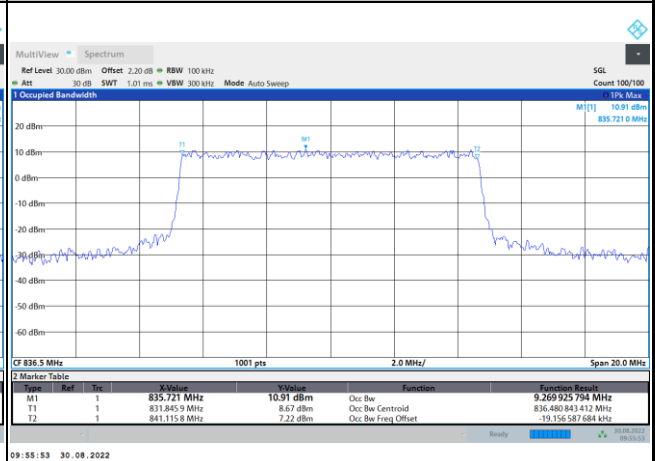 MultiView Spectrum
Ref Level 30.00 dBm Offset 2.20 dB RBW 100 kHz SGL
Att 30 dB SWT 1.01 ms VBW 300 kHz Mode Auto Sweep Count 100/100
1 Occupied Bandwidth 1Pk Max
M1[1] 10.91 dBm
835.721 0 MHz
20 dBm
T1 M1 T2
10 dBm
0 dBm
-10 dBm
-20 dBm
-30 dBm
-40 dBm
-50 dBm
-60 dBm
CF 836.5 MHz 1001 pts 2.0 MHz/ Span 20.0 MHz
2 Marker Table
Type Ref Trc X-Value Y-Value Function Function Result
M1 1 835.721 MHz 10.91 dBm Occ Bw 9.269 925 794 MHz
T1 1 831.845 9 MHz 8.67 dBm Occ Bw Centroid 836.480 843 412 MHz
T2 1 841.115 8 MHz 7.22 dBm Occ Bw Freq Offset -19.156 587 684 kHz
Ready 30.08.2022
09:55:53
09:55:53 30.08.2022